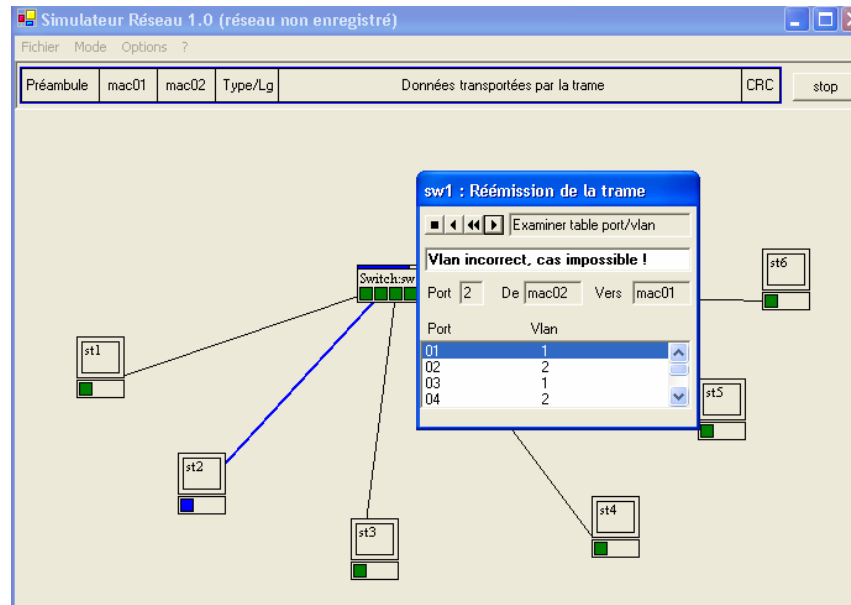 Simulateur Réseau 1.0 (réseau non enregistré)
Fichier Mode Options ?
Préambule mac01 mac02 Type/Lg Données transportées par la trame CRC stop
sw1 : Réémission de la trame
Examiner table port/vlan
Vlan incorrect, cas impossible !
Port 2 De mac02 Vers mac01
Port Vlan
01 1
02 2
03 1
04 2
Switch:sw
st6
st1
st5
st2
st4
st3